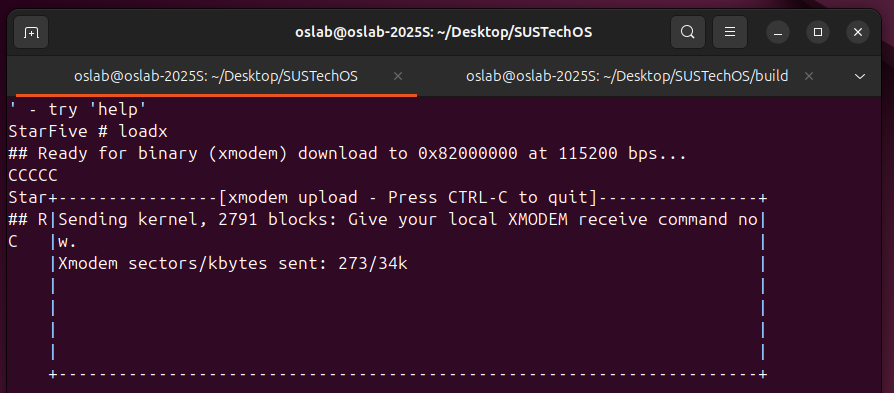 oslab@oslab-2025S: ~/Desktop/SUSTechOS
oslab@oslab-2025S: ~/Desktop/SUSTechOS
oslab@oslab-2025S: ~/Desktop/SUSTechOS/build
' - try 'help'
StarFive # loadx
## Ready for binary (xmodem) download to 0x82000000 at 115200 bps...
CCCCC
Star+----------------[xmodem upload - Press CTRL-C to quit]----------------+
## R|Sending kernel, 2791 blocks: Give your local XMODEM receive command no|
C   |w.                                                                    |
    |Xmodem sectors/kbytes sent: 273/34k                                   |
    |                                                                      |
    |                                                                      |
    |                                                                      |
    |                                                                      |
    +----------------------------------------------------------------------+